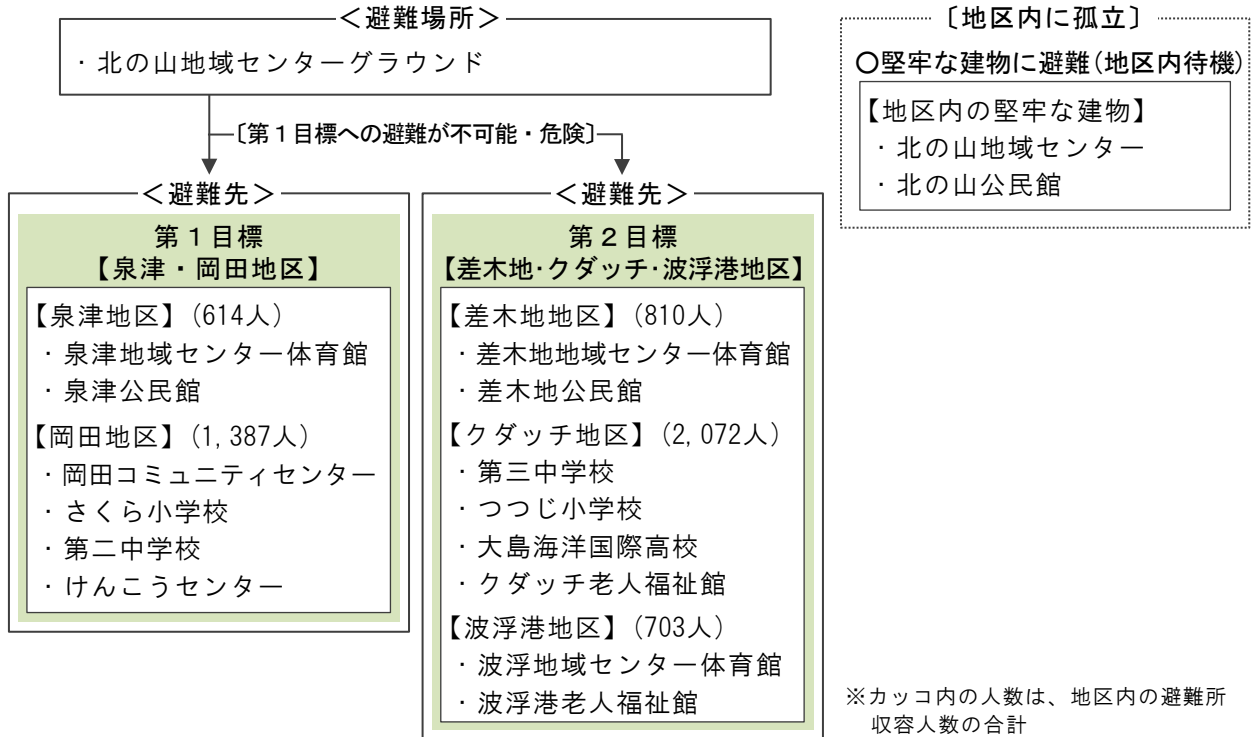 ＜避難場所＞
・北の山地域センターグラウンド
〔第１目標への避難が不可能・危険〕
＜避難先＞
第１目標
【泉津・岡田地区】
【泉津地区】(614人)
・泉津地域センター体育館
・泉津公民館
【岡田地区】(1,387人)
・岡田コミュニティセンター
・さくら小学校
・第二中学校
・けんこうセンター
＜避難先＞
第２目標
【差木地･クダッチ･波浮港地区】
【差木地地区】(810人)
・差木地地域センター体育館
・差木地公民館
【クダッチ地区】(2,072人)
・第三中学校
・つつじ小学校
・大島海洋国際高校
・クダッチ老人福祉館
【波浮港地区】(703人)
・波浮地域センター体育館
・波浮港老人福祉館
〔地区内に孤立〕
○堅牢な建物に避難(地区内待機)
【地区内の堅牢な建物】
・北の山地域センター
・北の山公民館
※カッコ内の人数は、地区内の避難所
収容人数の合計